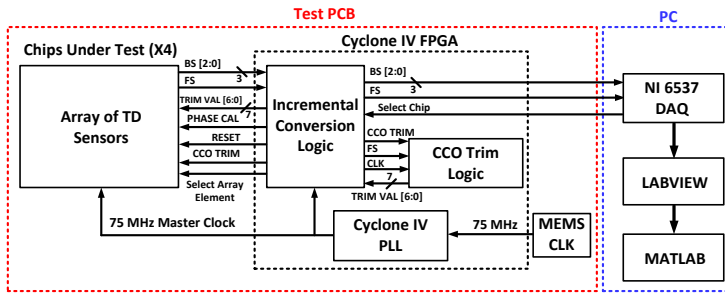 Test PCB
PC
Chips Under Test (X4)
Cyclone IV FPGA
Array of TD
Sensors
BS [2:0]
3
FS
TRIM VAL [6:0]
7
PHASE CAL
RESET
CCO TRIM
Select Array
Element
Incremental
Conversion
Logic
BS [2:0]
3
FS
Select Chip
CCO TRIM
FS
CLK
7
TRIM VAL [6:0]
CCO Trim
Logic
NI 6537
DAQ
LABVIEW
MATLAB
75 MHz Master Clock
Cyclone IV
PLL
75 MHz
MEMS
CLK